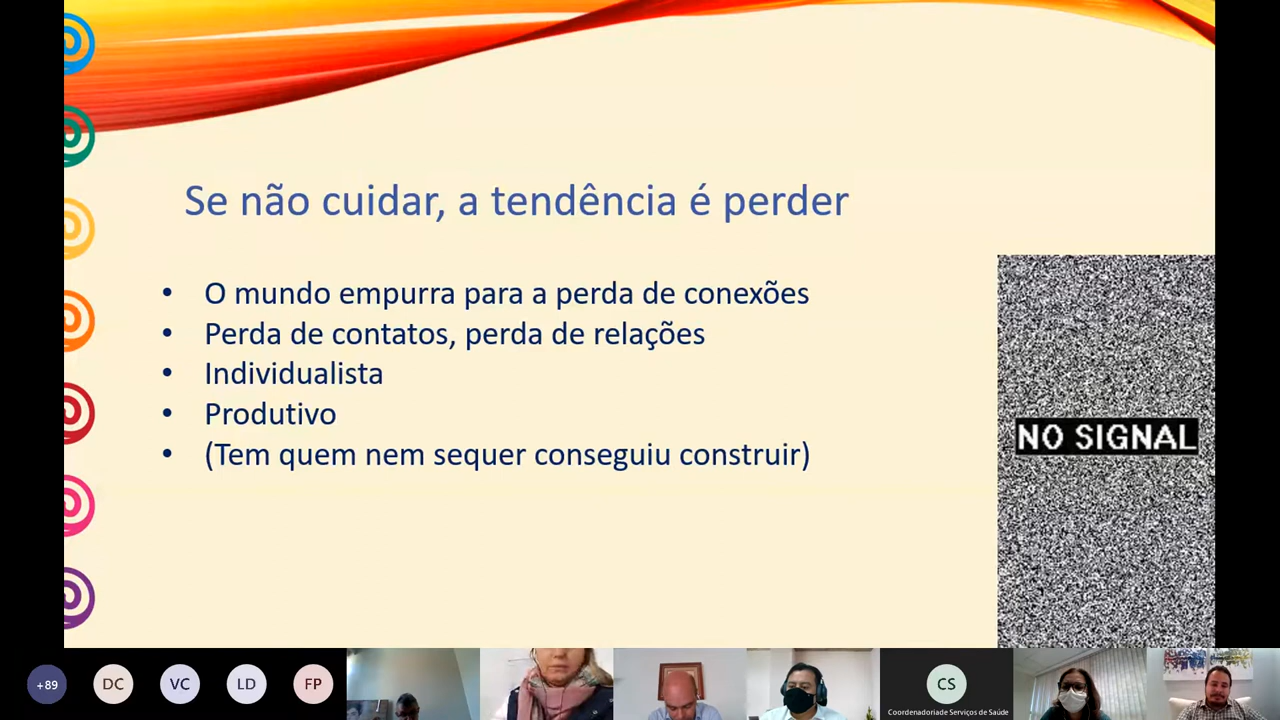 Se não cuidar, a tendência é perder
• O mundo empurra para a perda de conexões
• Perda de contatos, perda de relações
• Individualista
• Produtivo
• (Tem quem nem sequer conseguiu construir)
NO SIGNAL
+89
DC
VC
LD
FP
CS
Coordenadoriade Serviços de Saúde